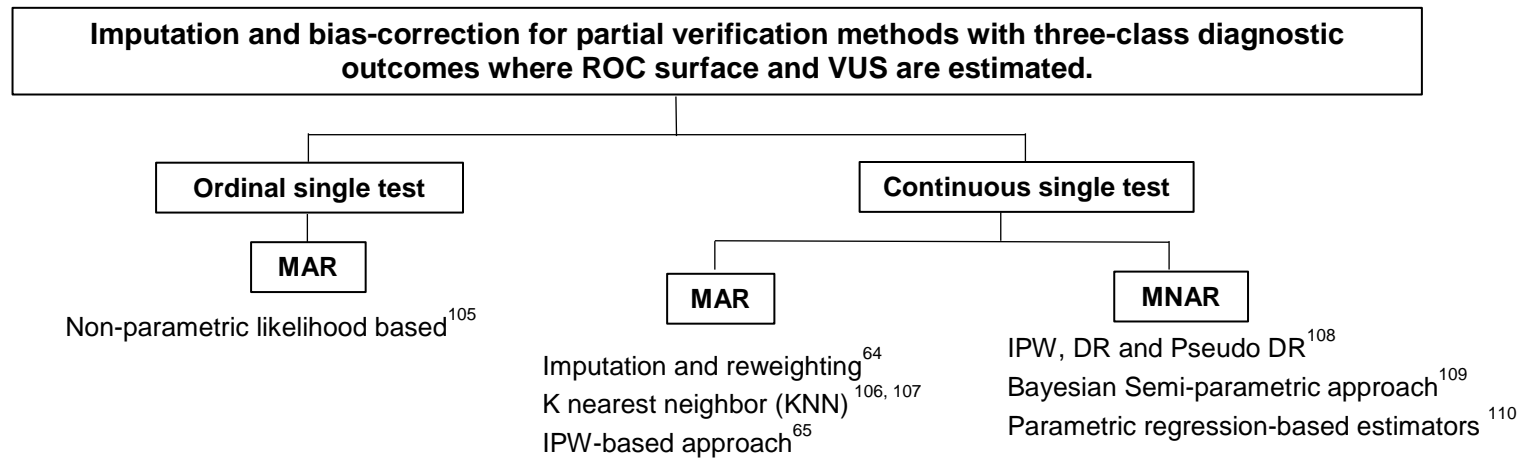 Imputation and bias-correction for partial verification methods with three-class diagnostic
outcomes where ROC surface and VUS are estimated.
Ordinal single test
Continuous single test
MAR
Non-parametric likelihood based105
MAR
Imputation and reweighting64
K nearest neighbor (KNN)106, 107
IPW-based approach65
MNAR
IPW, DR and Pseudo DR108
Bayesian Semi-parametric approach109
Parametric regression-based estimators 110